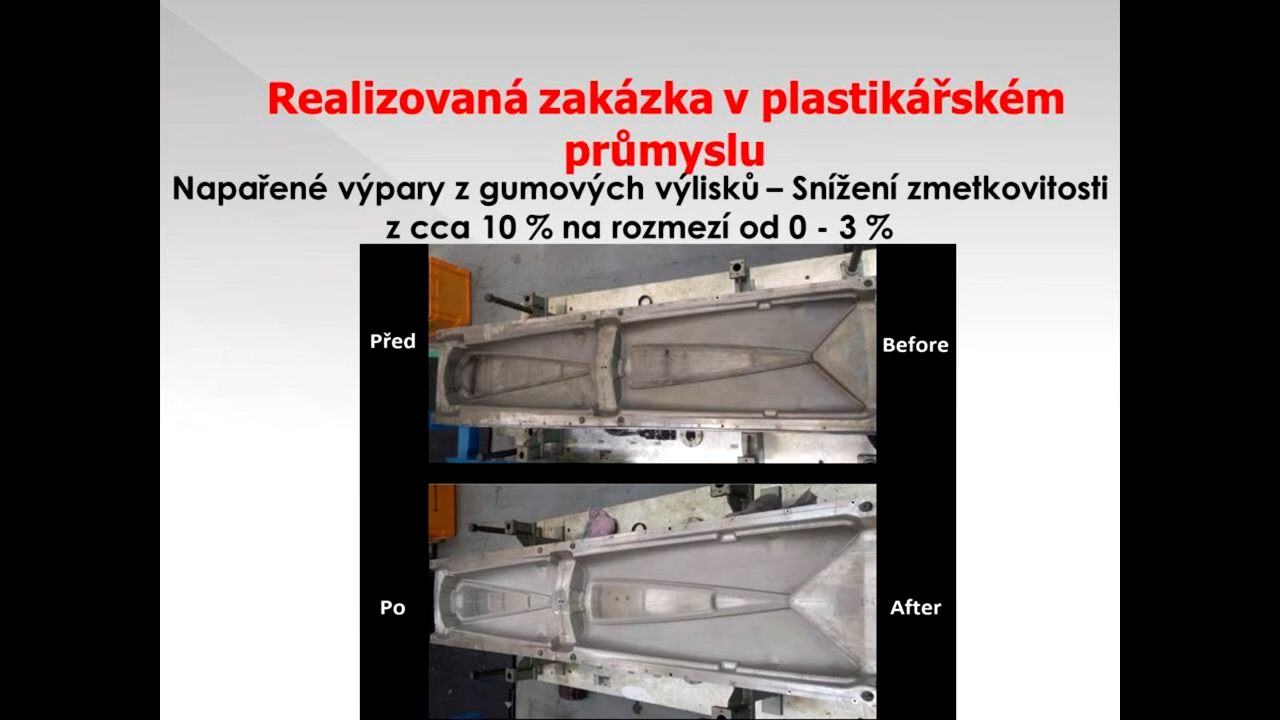 Realizovaná zakázka v plastikářském
průmyslu
Napařené výpary z gumových výlisků – Snížení zmetkovitosti
z cca 10 % na rozmezí od 0 - 3 %
Před
Before
Po
After